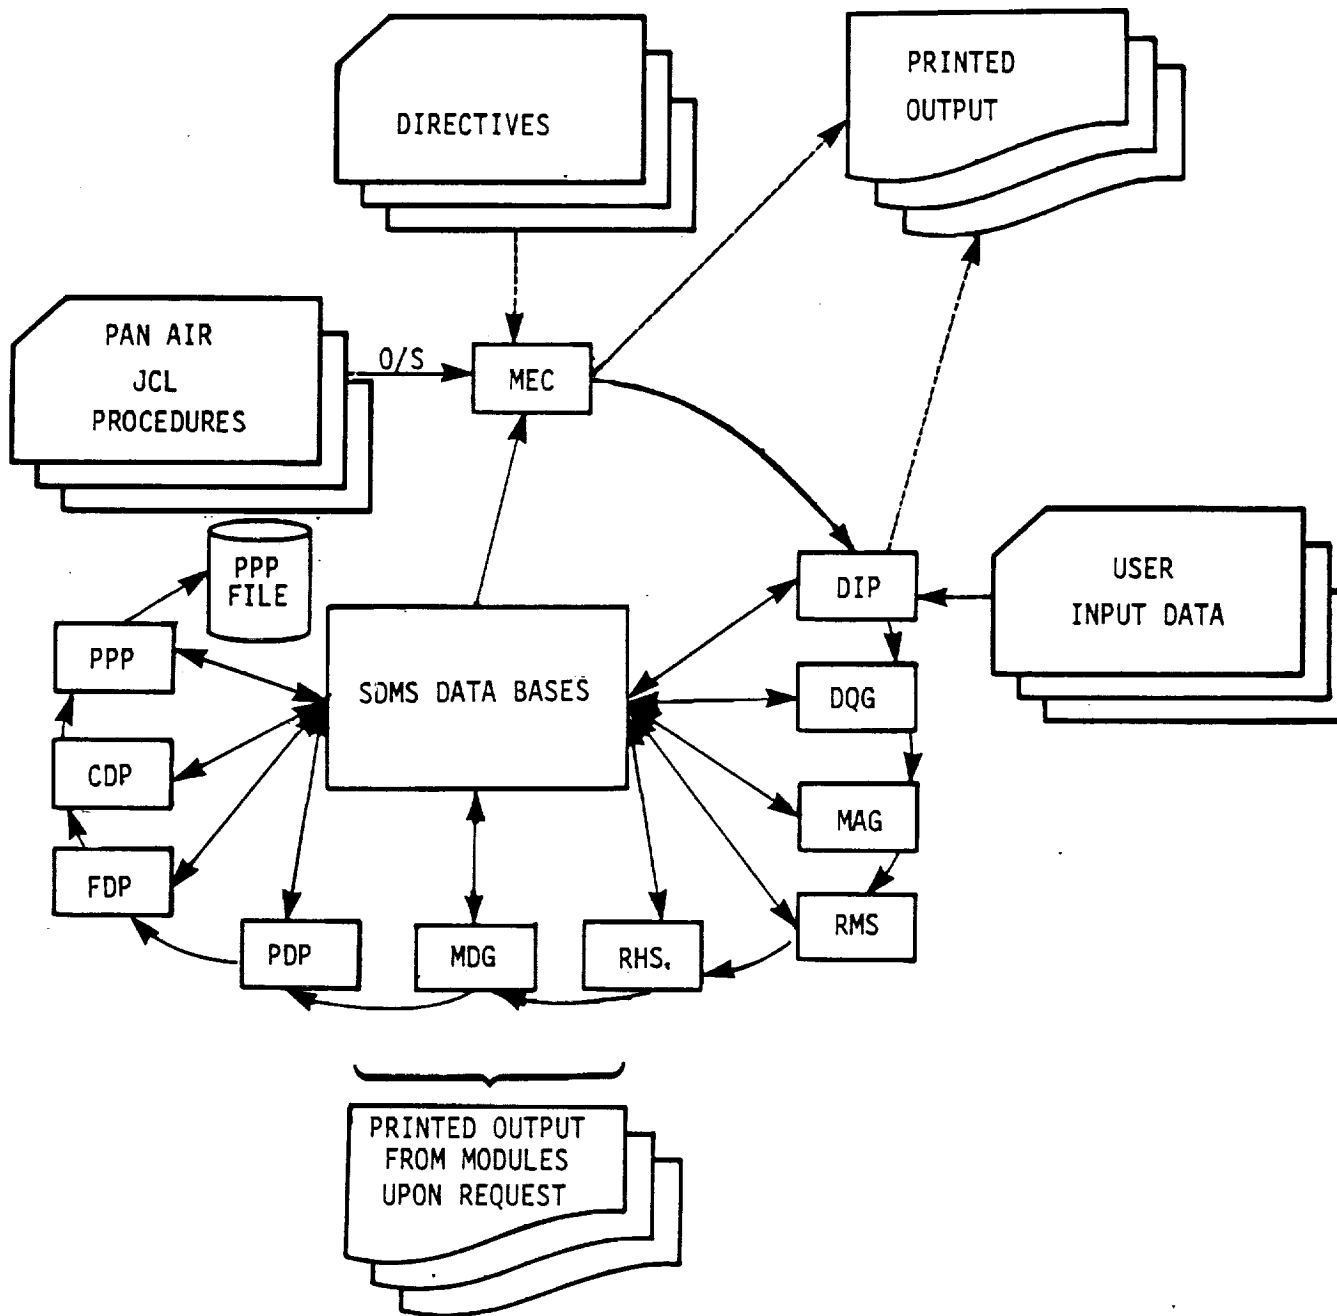 DIRECTIVES
PRINTED
OUTPUT
PAN AIR
JCL
PROCEDURES
O/S
MEC
PPP
FILE
DIP
USER
INPUT DATA
PPP
SDMS DATA BASES
DQG
CDP
MAG
FDP
RMS
PDP
MDG
RHS.
PRINTED OUTPUT
FROM MODULES
UPON REQUEST